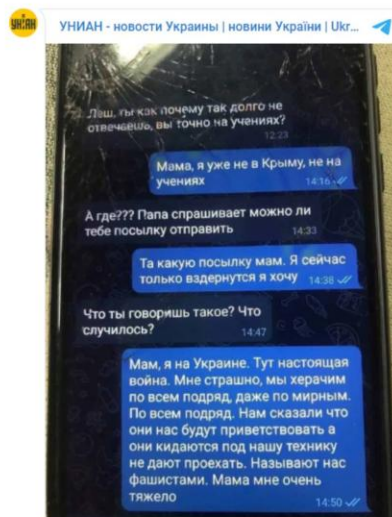 УНІАН
УНИАН - новости Украины | новини України | Ukr...
Леш, ты как почему так долго не
отвечаешь, вы точно на учениях?
12:23
Мама, я уже не в Крыму, не на
учениях
14:16
А где??? Папа спрашивает можно ли
тебе посылку отправить
14:33
Та какую посылку мам. Я сейчас
только вздернутся я хочу
14:38
Что ты говоришь такое? Что
случилось?
14:47
Мам, я на Украине. Тут настоящая
война. Мне страшно, мы херачим
по всем подряд, даже по мирным.
По всем подряд. Нам сказали что
они нас будут приветствовать а
они кидаются под нашу технику
не дают проехать. Называют нас
фашистами. Мама мне очень
тяжело
14:50